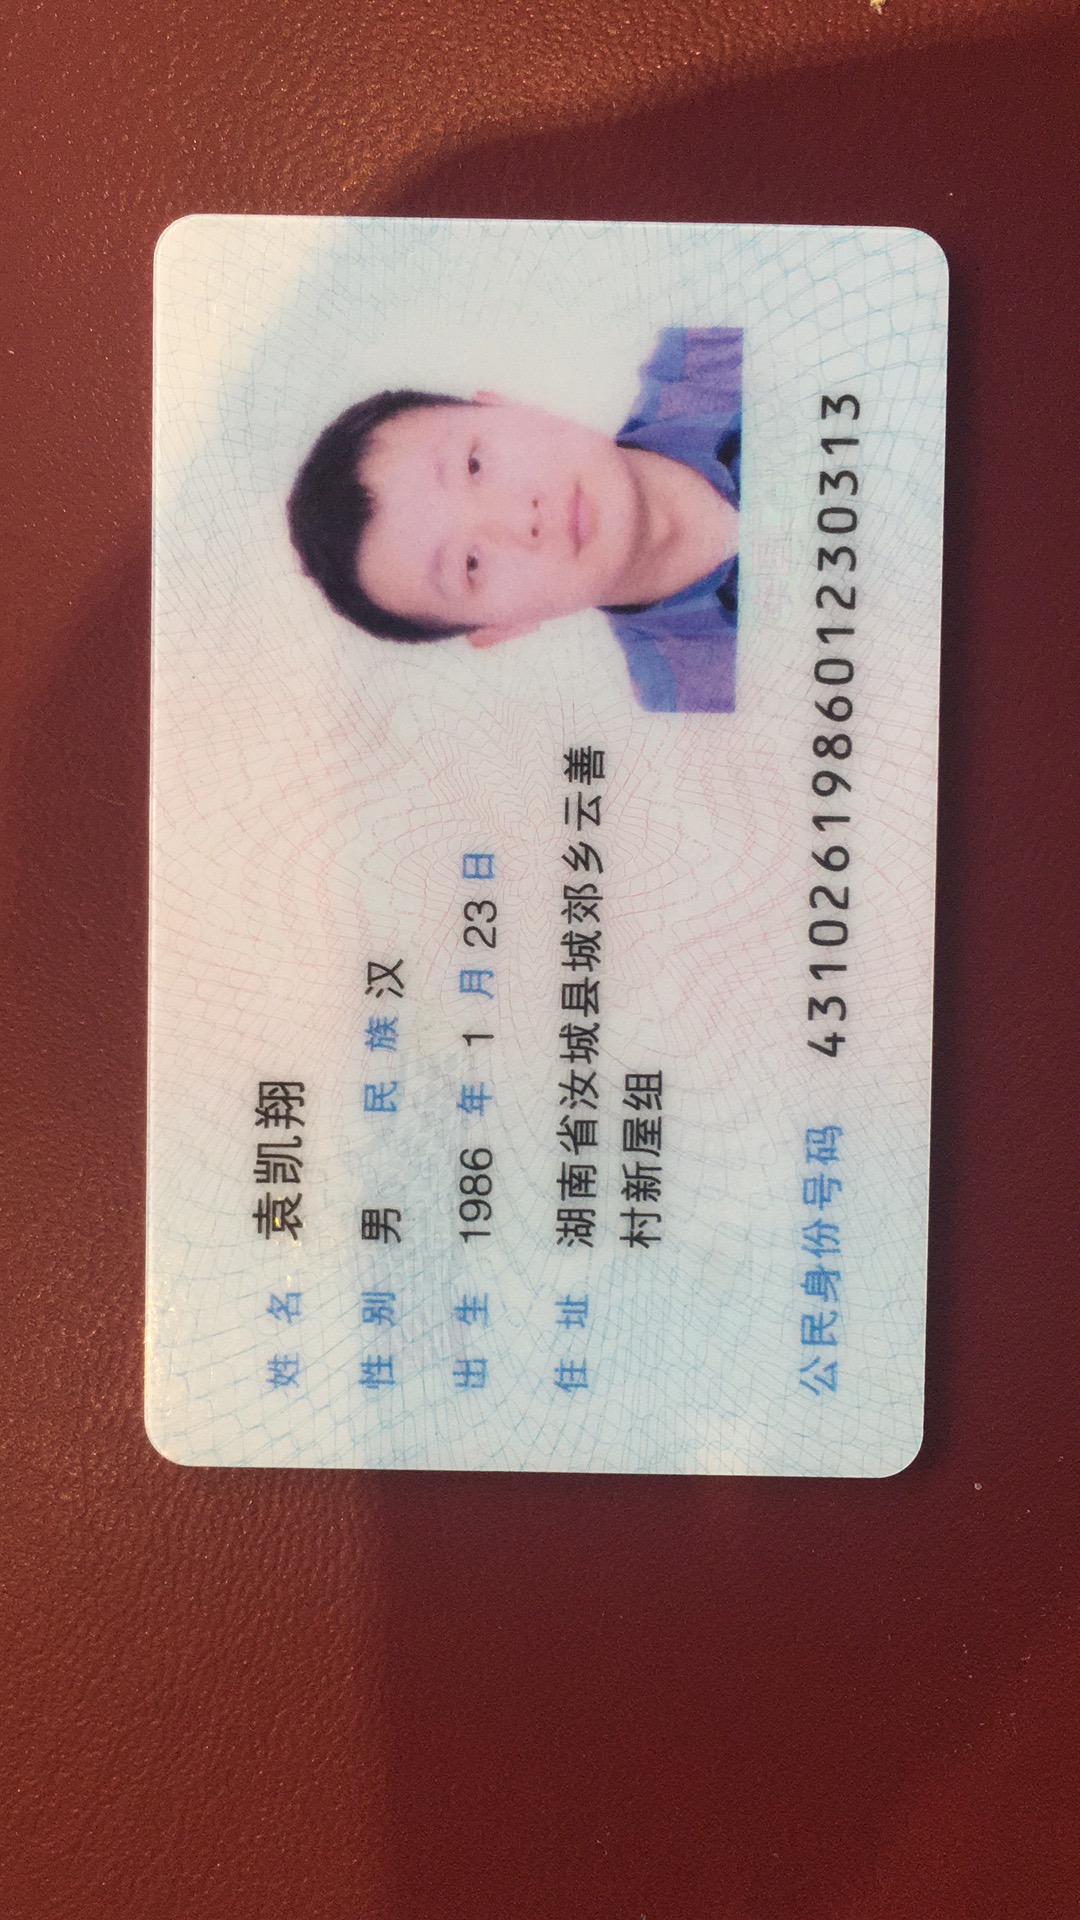 姓名 袁凯翔
性别 男 民族 汉
出生 1986 年 1 月 23 日
住址 湖南省汝城县城郊乡云善
村新屋组
公民身份号码 431026198601230313